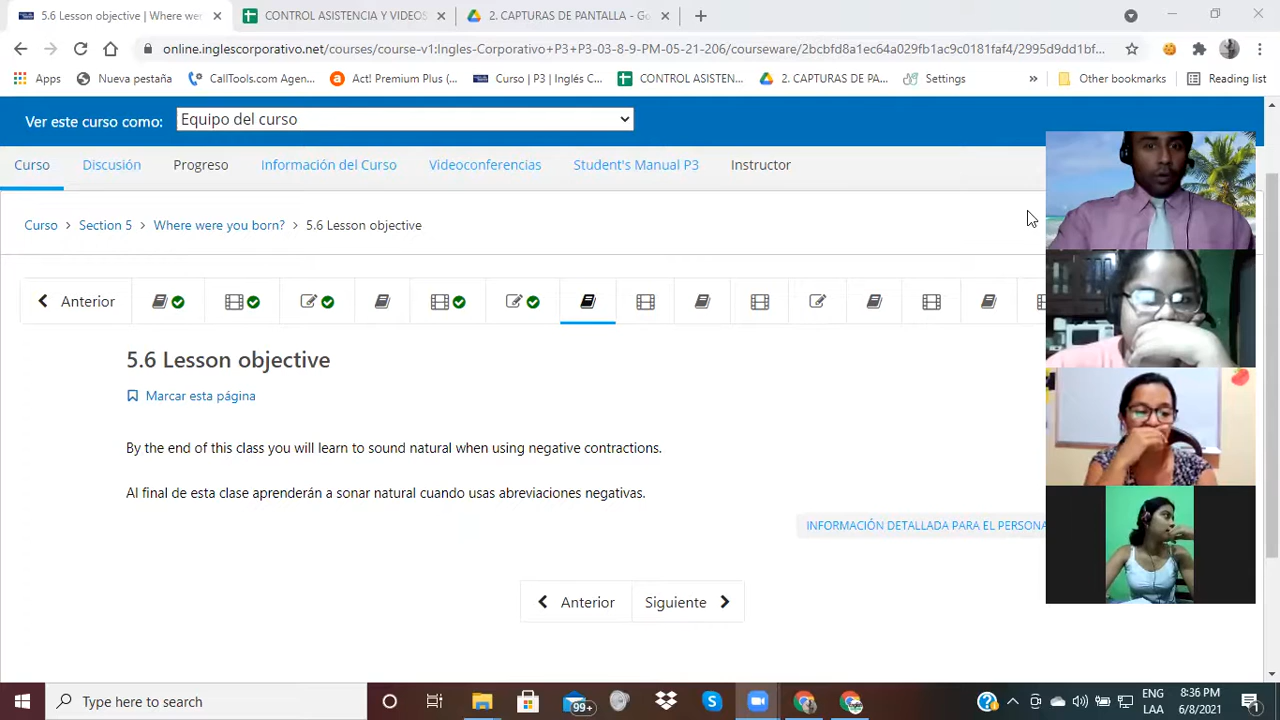 5.6 Lesson objective | Where wer
CONTROL ASISTENCIA Y VIDEOS
2. CAPTURAS DE PANTALLA - Go
online.inglescorporativo.net/courses/course-v1:Ingles-Corporativo+P3+P3-03-8-9-PM-05-21-206/courseware/2bcbfd8a1ec64a029fb1ac9c0181faf4/2995d9dd1bf...
Apps Nueva pestaña CallTools.com Agen... Act! Premium Plus (... Curso | P3 | Inglés C... CONTROL ASISTEN... 2. CAPTURAS DE PA... Settings » Other bookmarks Reading list
Ver este curso como: Equipo del curso
Curso Discusión Progreso Información del Curso Videoconferencias Student's Manual P3 Instructor
Curso > Section 5 > Where were you born? > 5.6 Lesson objective
Anterior
5.6 Lesson objective
Marcar esta página
By the end of this class you will learn to sound natural when using negative contractions.
Al final de esta clase aprenderán a sonar natural cuando usas abreviaciones negativas.
INFORMACIÓN DETALLADA PARA EL PERSONA
Anterior Siguiente
Type here to search
99+
ENG
LAA
8:36 PM
6/8/2021
1